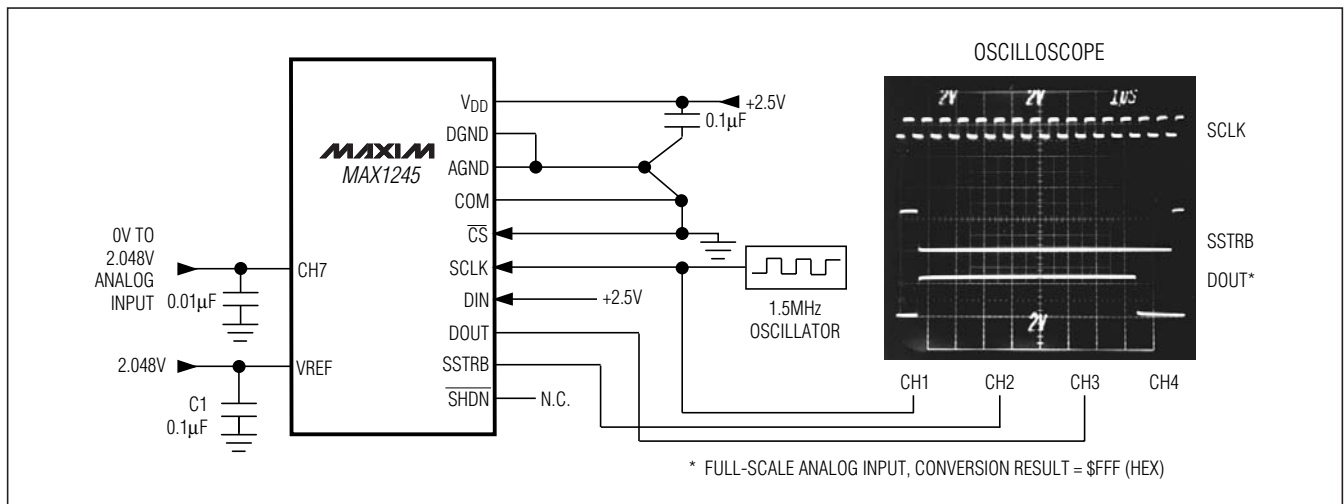 OSCILLOSCOPE
2V 2V 1µS
SCLK
SSTRB
DOUT*
2V
CH1 CH2 CH3 CH4
VDD
+2.5V
0.1µF
DGND
MAXIM
MAX1245
AGND
COM
CS
0V TO
2.048V
ANALOG
INPUT
0.01µF
CH7
SCLK
DIN
+2.5V
1.5MHz
OSCILLATOR
DOUT
2.048V
VREF
SSTRB
C1
0.1µF
SHDN
N.C.
* FULL-SCALE ANALOG INPUT, CONVERSION RESULT = $FFF (HEX)